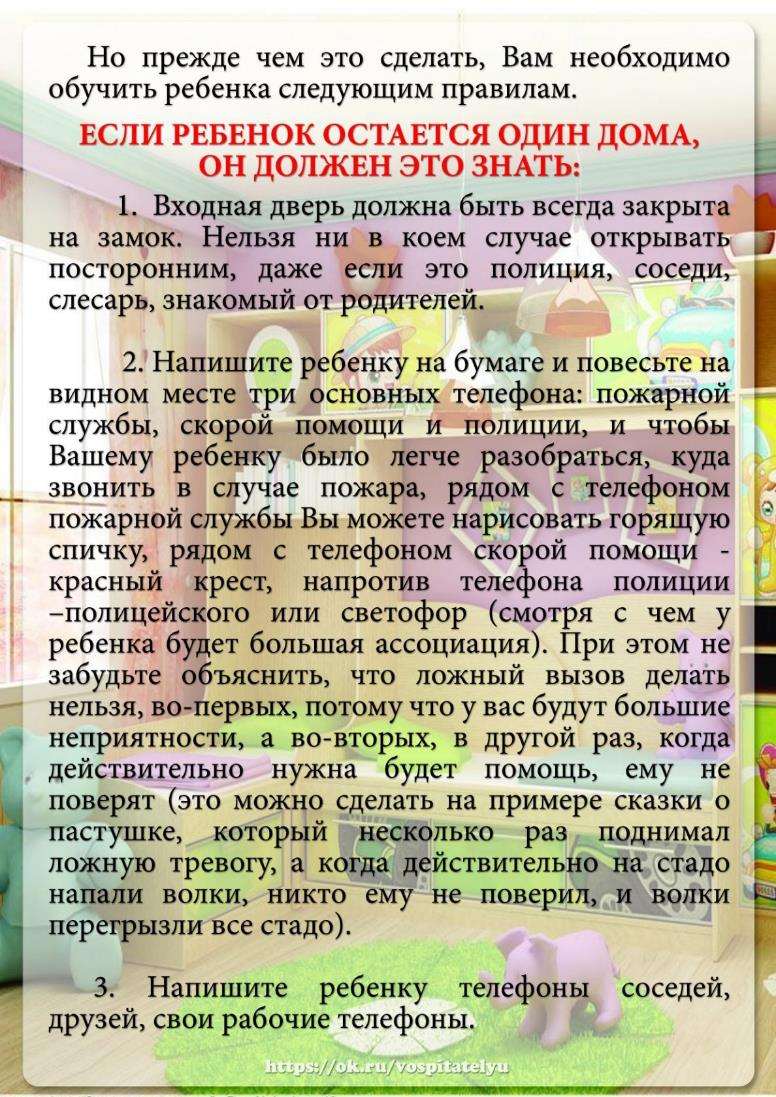 Но прежде чем это сделать, Вам необходимо
обучить ребенка следующим правилам.
ЕСЛИ РЕБЕНОК ОСТАЕТСЯ ОДИН ДОМА,
ОН ДОЛЖЕН ЭТО ЗНАТЬ:
1. Входная дверь должна быть всегда закрыта
на замок. Нельзя ни в коем случае открывать
посторонним, даже если это полиция, соседи,
слесарь, знакомый от родителей.
2. Напишите ребенку на бумаге и повесьте на
видном месте три основных телефона: пожарной
службы, скорой помощи и полиции, и чтобы
Вашему ребенку было легче разобраться, куда
звонить в случае пожара, рядом с телефоном
пожарной службы Вы можете нарисовать горящую
спичку, рядом с телефоном скорой помощи -
красный крест, напротив телефона полиции
–полицейского или светофор (смотря с чем у
ребенка будет большая ассоциация). При этом не
забудьте объяснить, что ложный вызов делать
нельзя, во-первых, потому что у вас будут большие
неприятности, а во-вторых, в другой раз, когда
действительно нужна будет помощь, ему не
поверят (это можно сделать на примере сказки о
пастушке, который несколько раз поднимал
ложную тревогу, а когда действительно на стадо
напали волки, никто ему не поверил, и волки
перегрызли все стадо).
3. Напишите ребенку телефоны соседей,
друзей, свои рабочие телефоны.
https://ok.ru/vospitatelyu